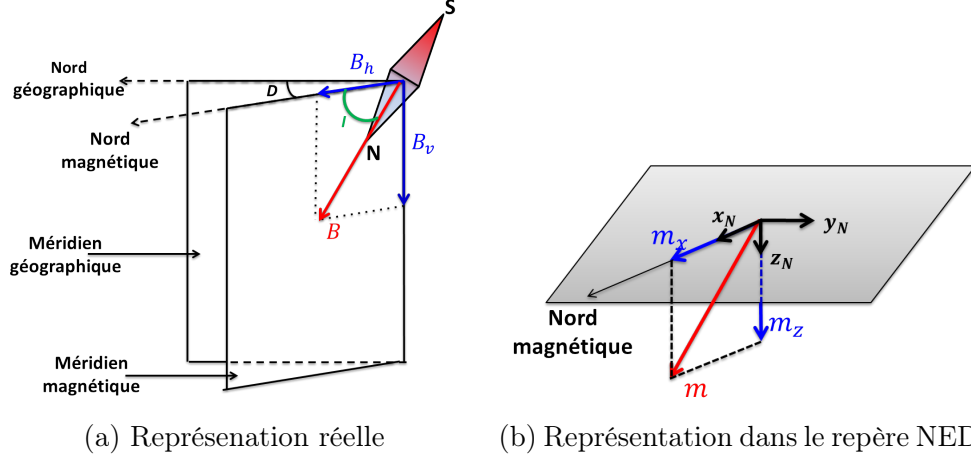 S
Nord
géographique
D
B_h
I
Nord
magnétique
N
B_v
B
Méridien
géographique
Méridien
magnétique
(a) Représenation réelle
x_N
y_N
m_x
z_N
Nord
magnétique
m_z
m
(b) Représentation dans le repère NED